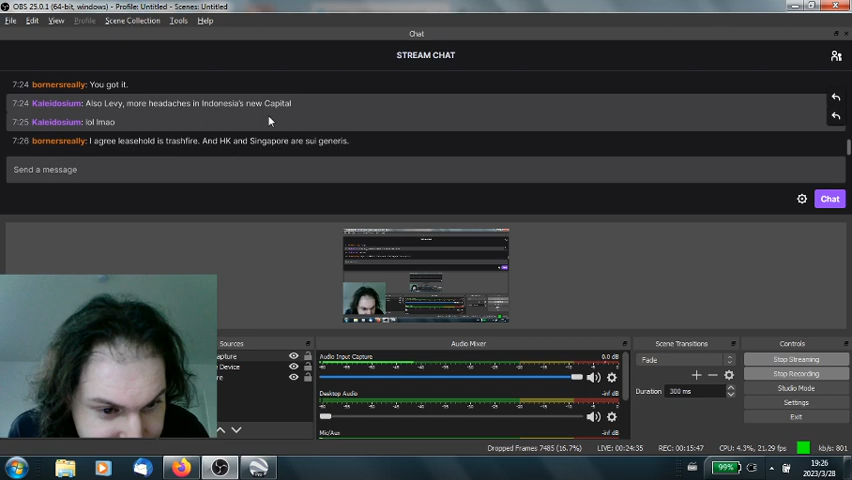 OBS 25.0.1 (64-bit, windows) - Profile: Untitled - Scenes: Untitled
File Edit View Profile Scene Collection Tools Help
Chat
STREAM CHAT
7:24 bornersreally: You got it.
7:24 Kaleidosium: Also Levy, more headaches in Indonesia's new Capital
7:25 Kaleidosium: lol lmao
7:26 bornersreally: I agree leasehold is trashfire. And HK and Singapore are sui generis.
Send a message
Chat
Sources
Audio Mixer
Scene Transitions
Controls
Audio Input Capture 0.0 dB
Fade
Stop Streaming
Stop Recording
Duration 300 ms
Studio Mode
Desktop Audio -inf dB
Settings
Exit
Mic/Aux -inf dB
Dropped Frames 7485 (16.7%) LIVE: 00:24:35 REC: 00:15:47 CPU: 4.3%, 21.29 fps kb/s: 801
99%
19:26
2023/3/28